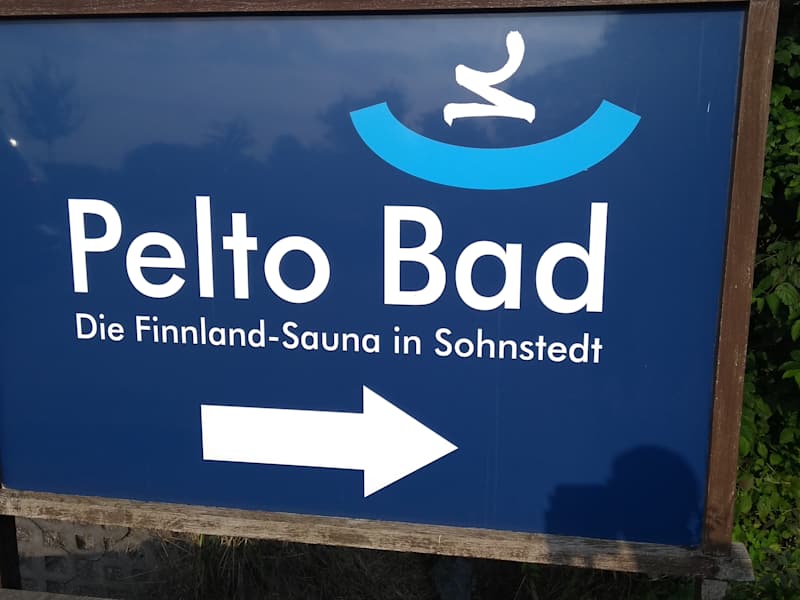 Pelto Bad
Die Finnland-Sauna in Sohnstedt